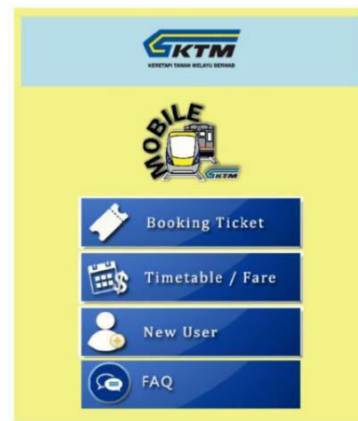 KTM
KERETAPI TANAH MELAYU BERHAD
MOBILE
KTM
Booking Ticket
Timetable / Fare
New User
FAQ